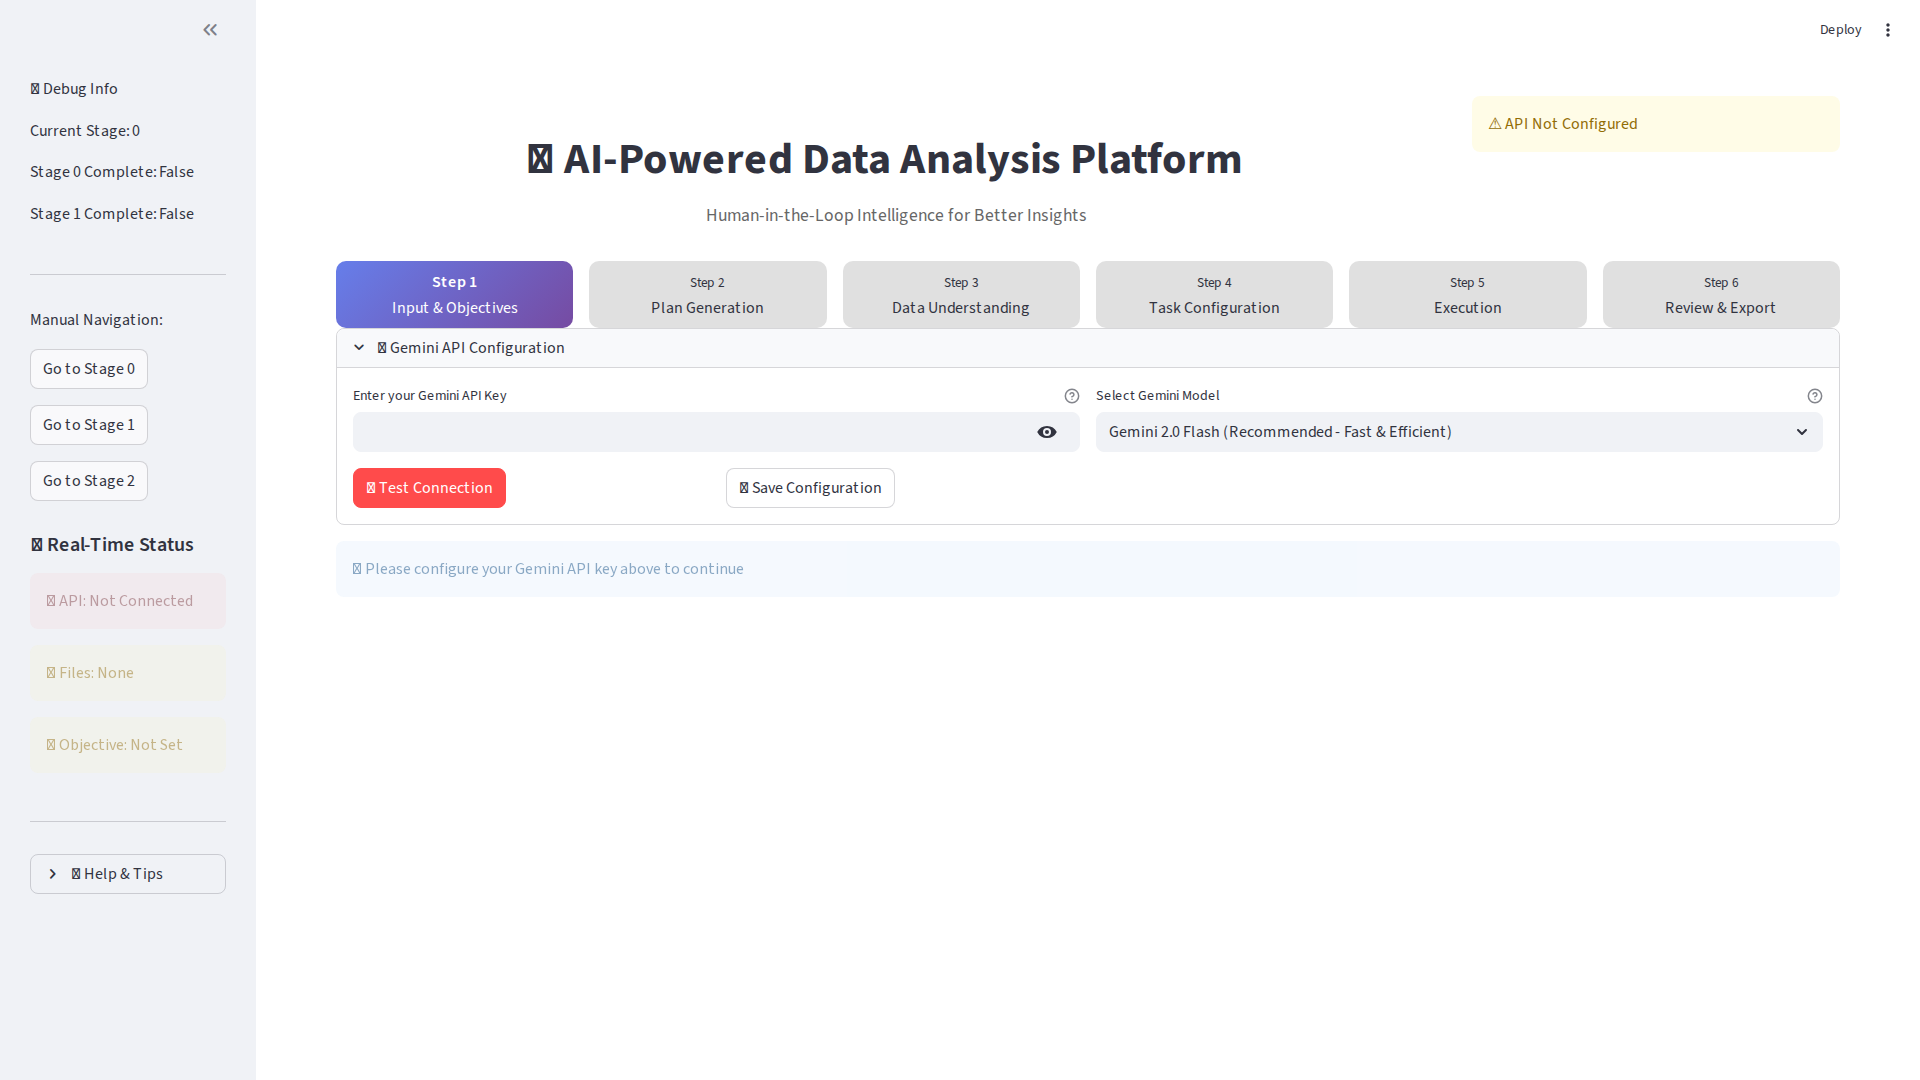 Debug Info
Current Stage: 0
Stage 0 Complete: False
Stage 1 Complete: False
Manual Navigation:
Go to Stage 0
Go to Stage 1
Go to Stage 2
Real-Time Status
API: Not Connected
Files: None
Objective: Not Set
Help & Tips
Deploy
⚠ API Not Configured
AI-Powered Data Analysis Platform
Human-in-the-Loop Intelligence for Better Insights
Step 1
Input & Objectives
Step 2
Plan Generation
Step 3
Data Understanding
Step 4
Task Configuration
Step 5
Execution
Step 6
Review & Export
Gemini API Configuration
Enter your Gemini API Key
Select Gemini Model
Gemini 2.0 Flash (Recommended - Fast & Efficient)
Test Connection
Save Configuration
Please configure your Gemini API key above to continue